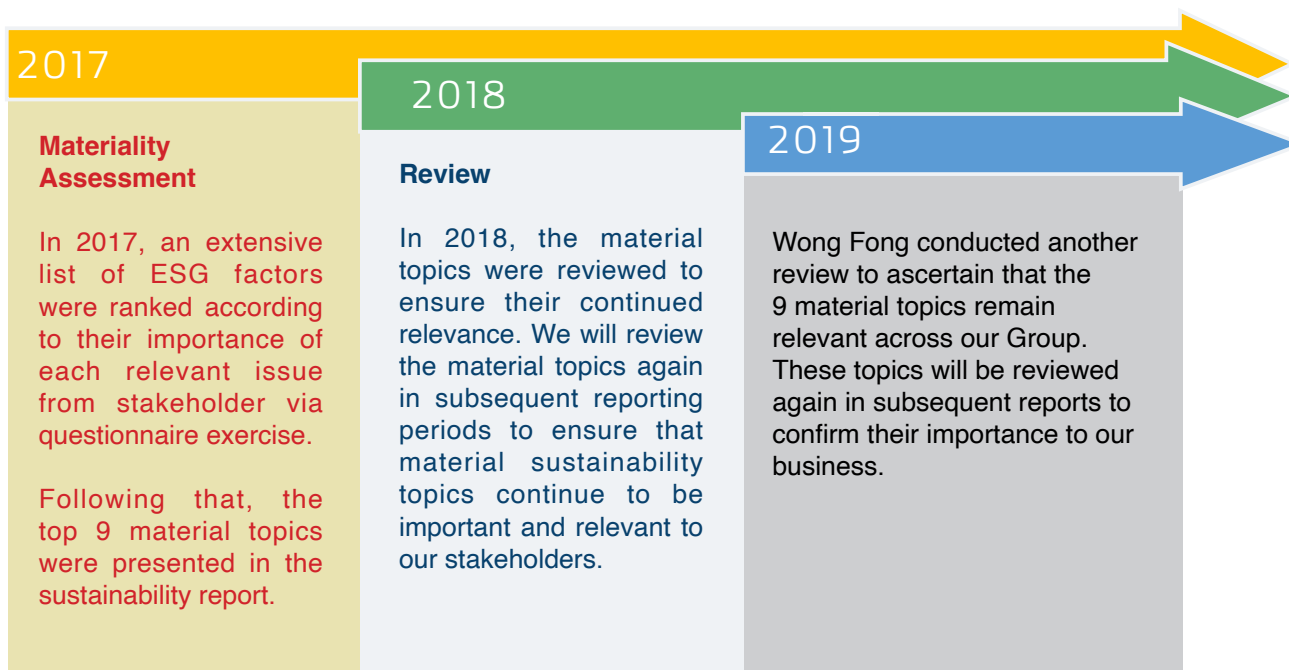 2017
Materiality
Assessment
In 2017, an extensive
list of ESG factors
were ranked according
to their importance of
each relevant issue
from stakeholder via
questionnaire exercise.
Following that, the
top 9 material topics
were presented in the
sustainability report.
2018
Review
In 2018, the material
topics were reviewed to
ensure their continued
relevance. We will review
the material topics again
in subsequent reporting
periods to ensure that
material sustainability
topics continue to be
important and relevant to
our stakeholders.
2019
Wong Fong conducted another
review to ascertain that the
9 material topics remain
relevant across our Group.
These topics will be reviewed
again in subsequent reports to
confirm their importance to our
business.